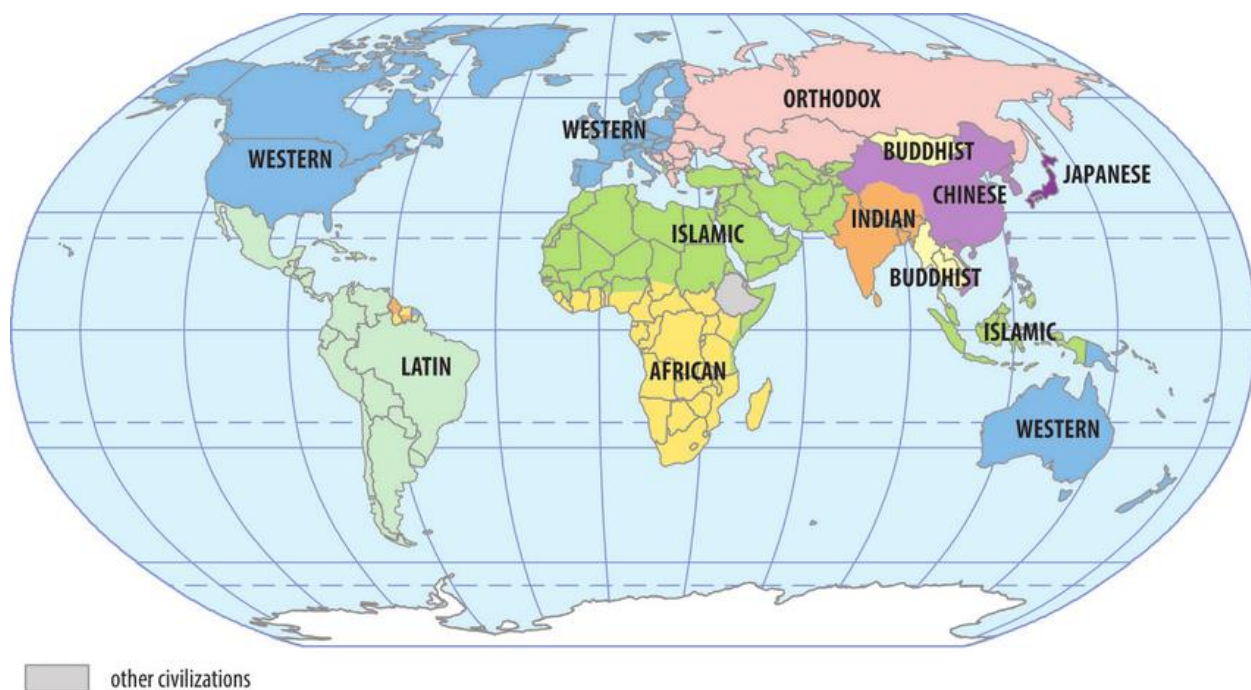 ORTHODOX
WESTERN
WESTERN
BUDDHIST
JAPANESE
CHINESE
INDIAN
ISLAMIC
BUDDHIST
ISLAMIC
LATIN
AFRICAN
WESTERN
other civilizations